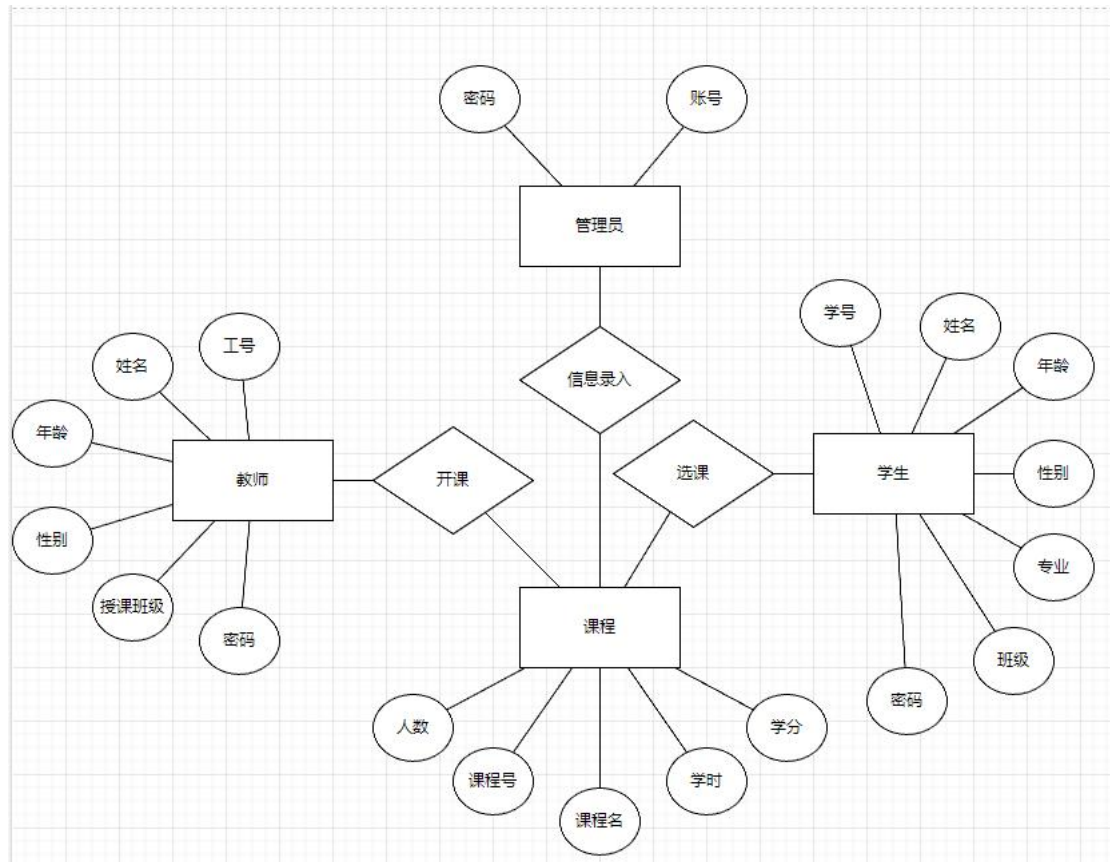 密码
账号
管理员
学号
姓名
工号
姓名
年龄
信息录入
年龄
教师
开课
选课
学生
性别
性别
专业
授课班级
密码
课程
班级
密码
人数
学分
课程号
学时
课程名